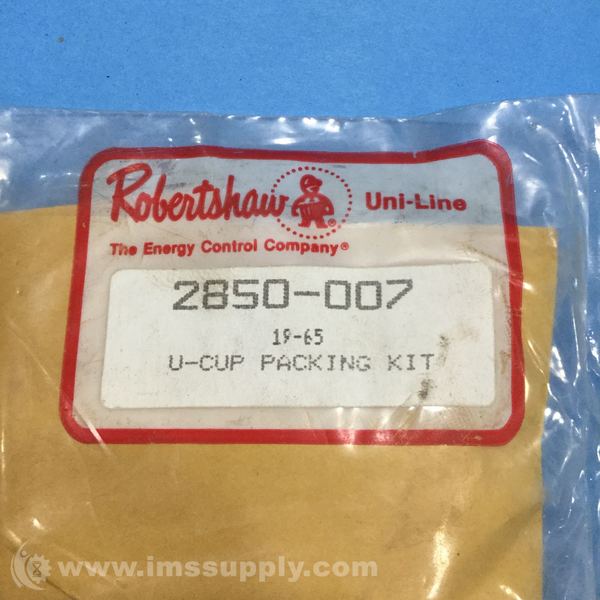 Robertshaw ® Uni-Line
The Energy Control Company®
2850-007
19-65
U-CUP PACKING KIT
www.imssupply.com